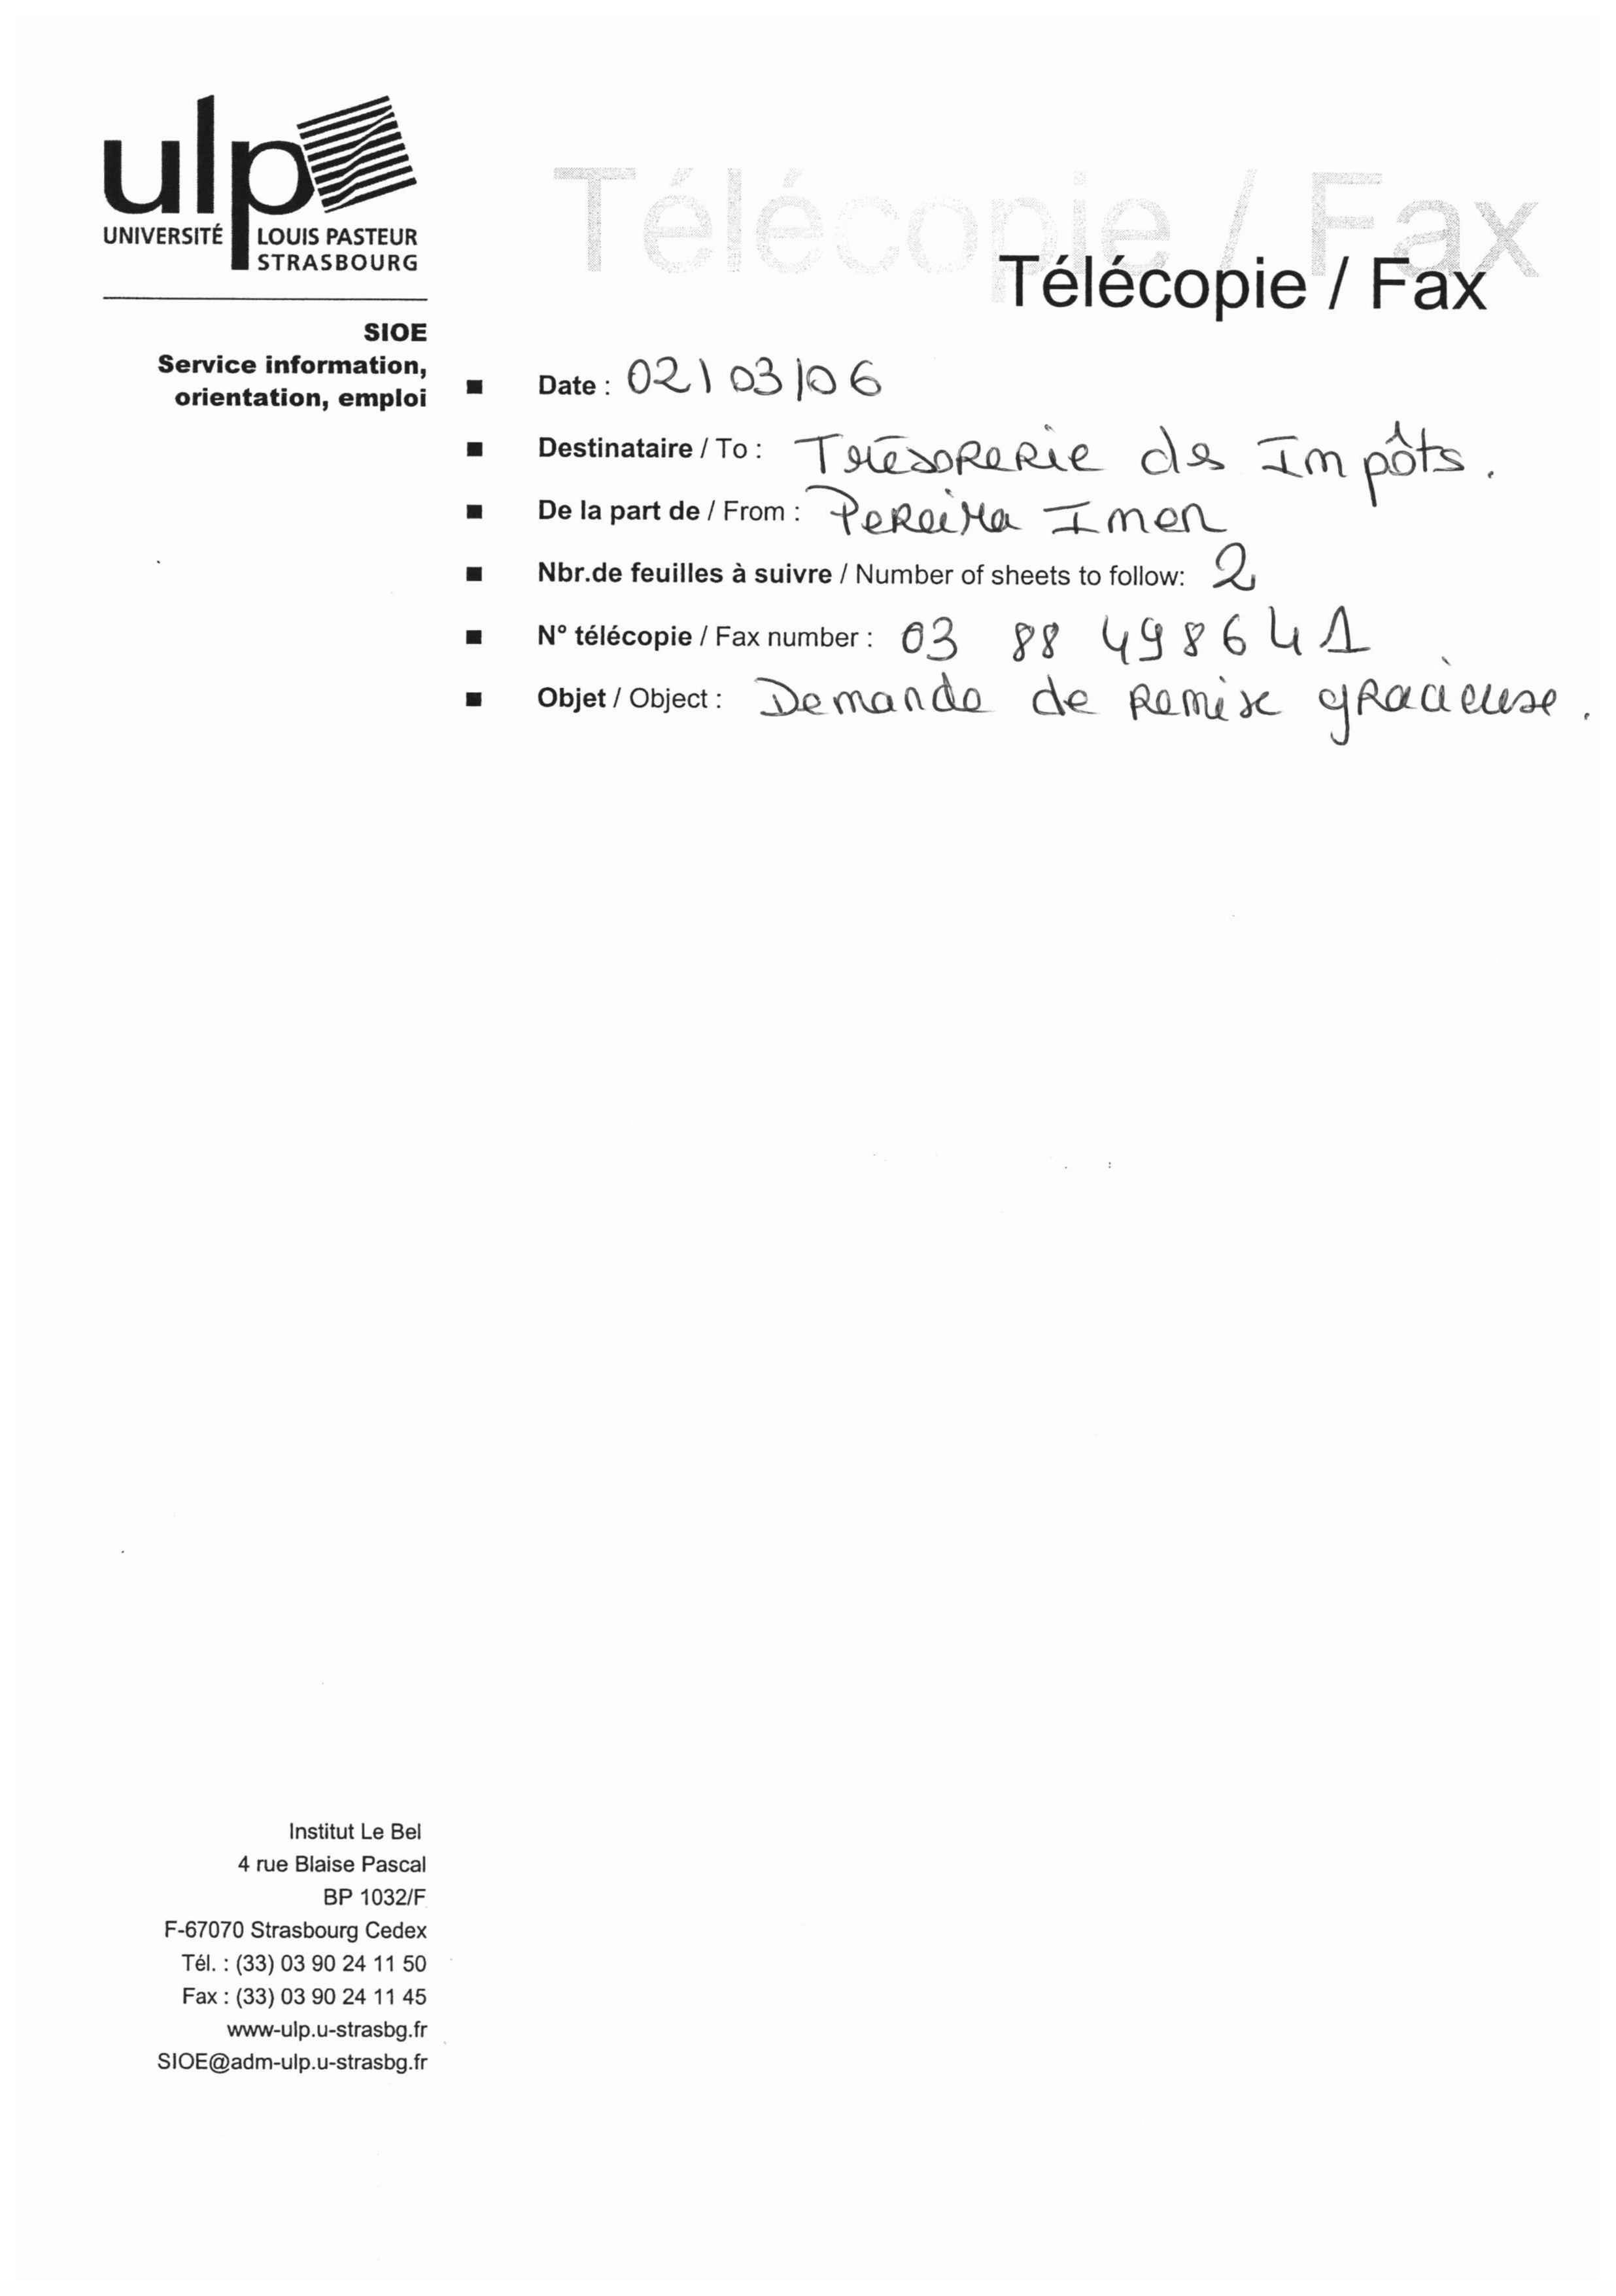 ulp
UNIVERSITÉ LOUIS PASTEUR
STRASBOURG
Télécopie / Fax
Télécopie / Fax
SIOE
Service information,
orientation, emploi
■ Date : 02/03/06
■ Destinataire / To : Trésorerie des Impôts.
■ De la part de / From : Pereira Imen
■ Nbr.de feuilles à suivre / Number of sheets to follow: 2
■ N° télécopie / Fax number : 03 88 498641
■ Objet / Object : Demande de remise gracieuse.
Institut Le Bel
4 rue Blaise Pascal
BP 1032/F
F-67070 Strasbourg Cedex
Tél. : (33) 03 90 24 11 50
Fax : (33) 03 90 24 11 45
www-ulp.u-strasbg.fr
SIOE@adm-ulp.u-strasbg.fr